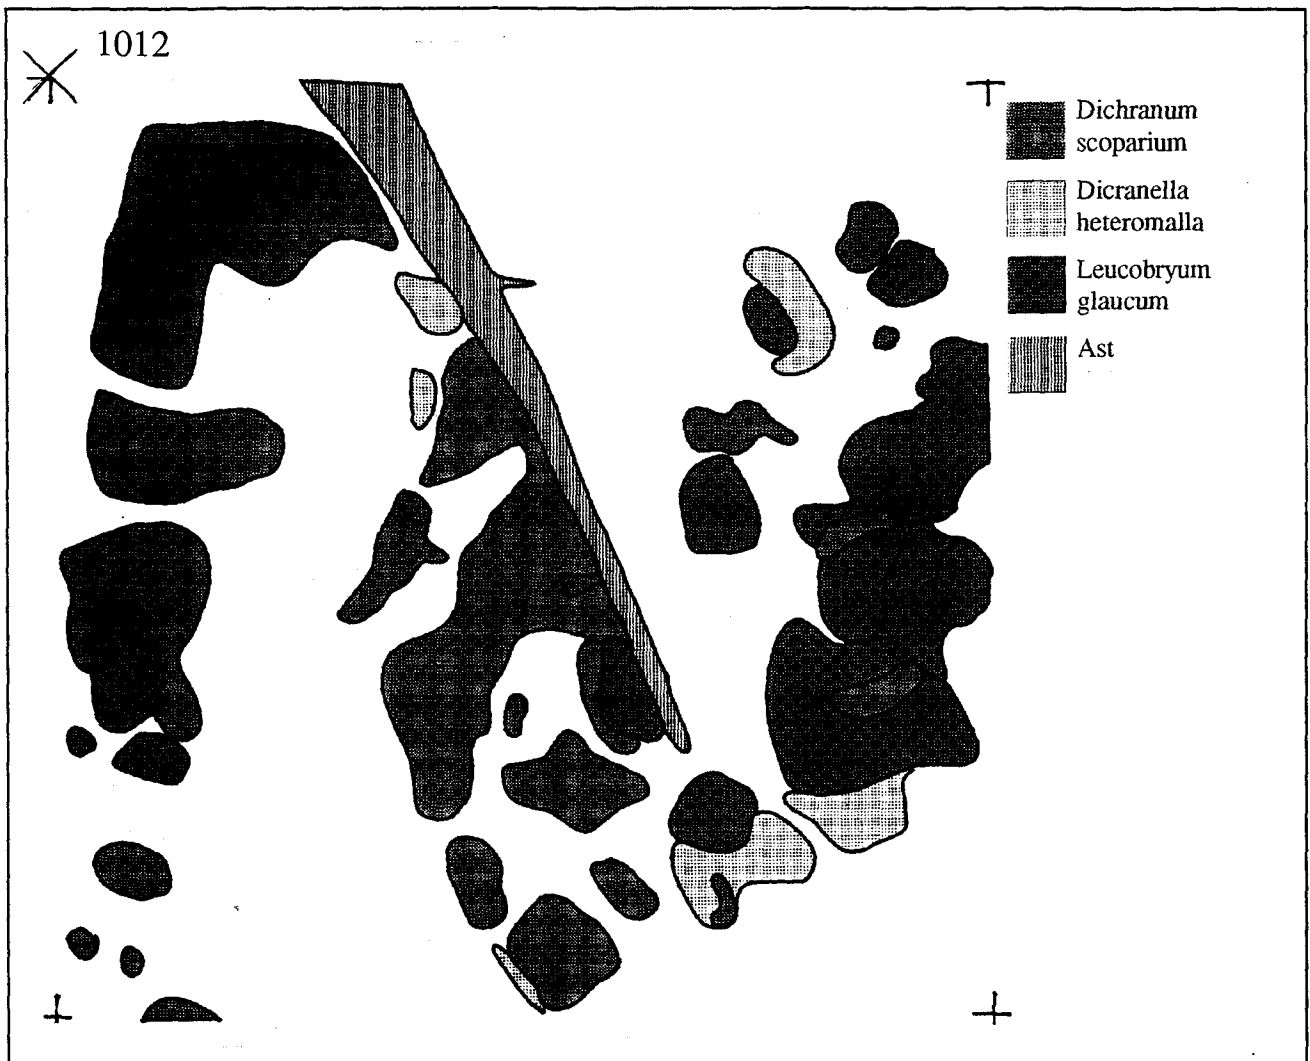 1012
Dichranum
scoparium
Dicranella
heteromalla
Leucobryum
glaucum
Ast